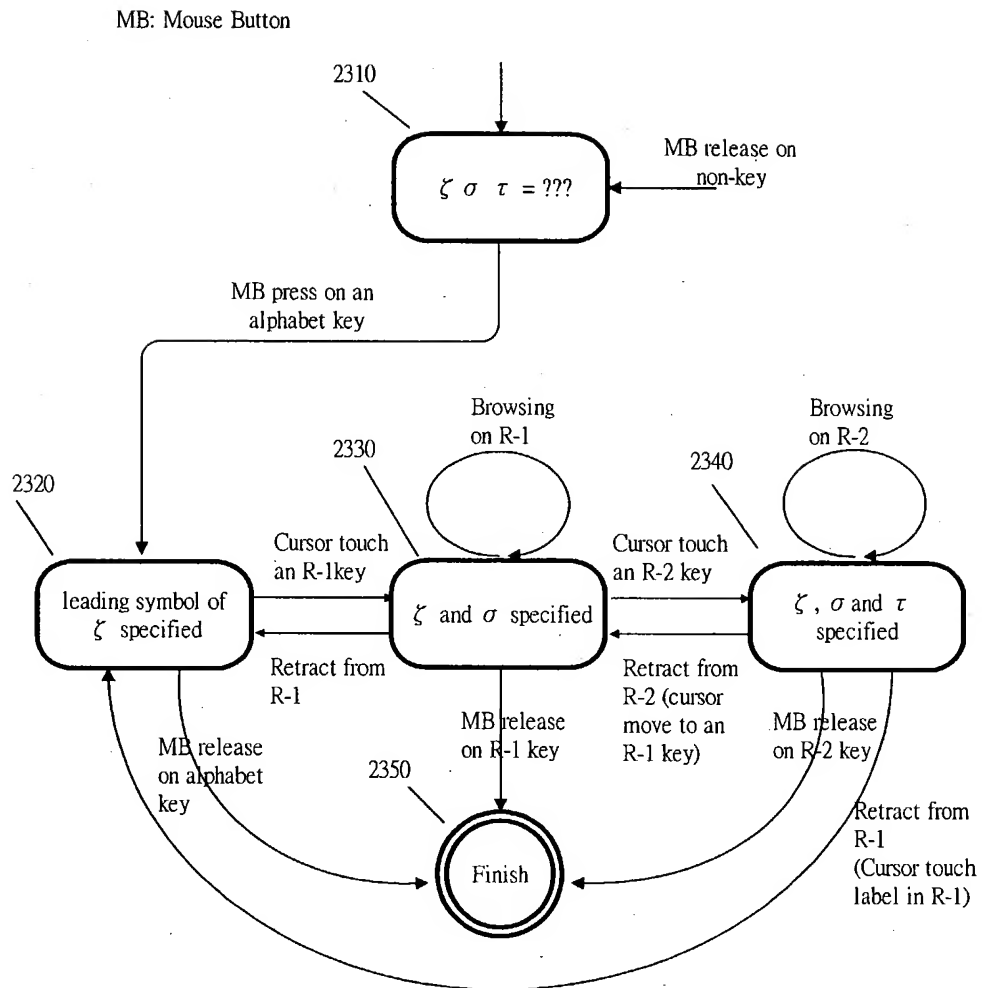 MB: Mouse Button
2310
MB release on
non-key
ζ σ τ = ???
MB press on an
alphabet key
Browsing
on R-1
Browsing
on R-2
2330
2340
2320
Cursor touch
an R-1key
Cursor touch
an R-2 key
leading symbol of
ζ specified
ζ and σ specified
ζ , σ and τ
specified
Retract from
R-1
Retract from
R-2 (cursor
move to an
R-1 key)
MB release
on R-1 key
MB release
on R-2 key
MB release
on alphabet
key
2350
Retract from
R-1
(Cursor touch
label in R-1)
Finish